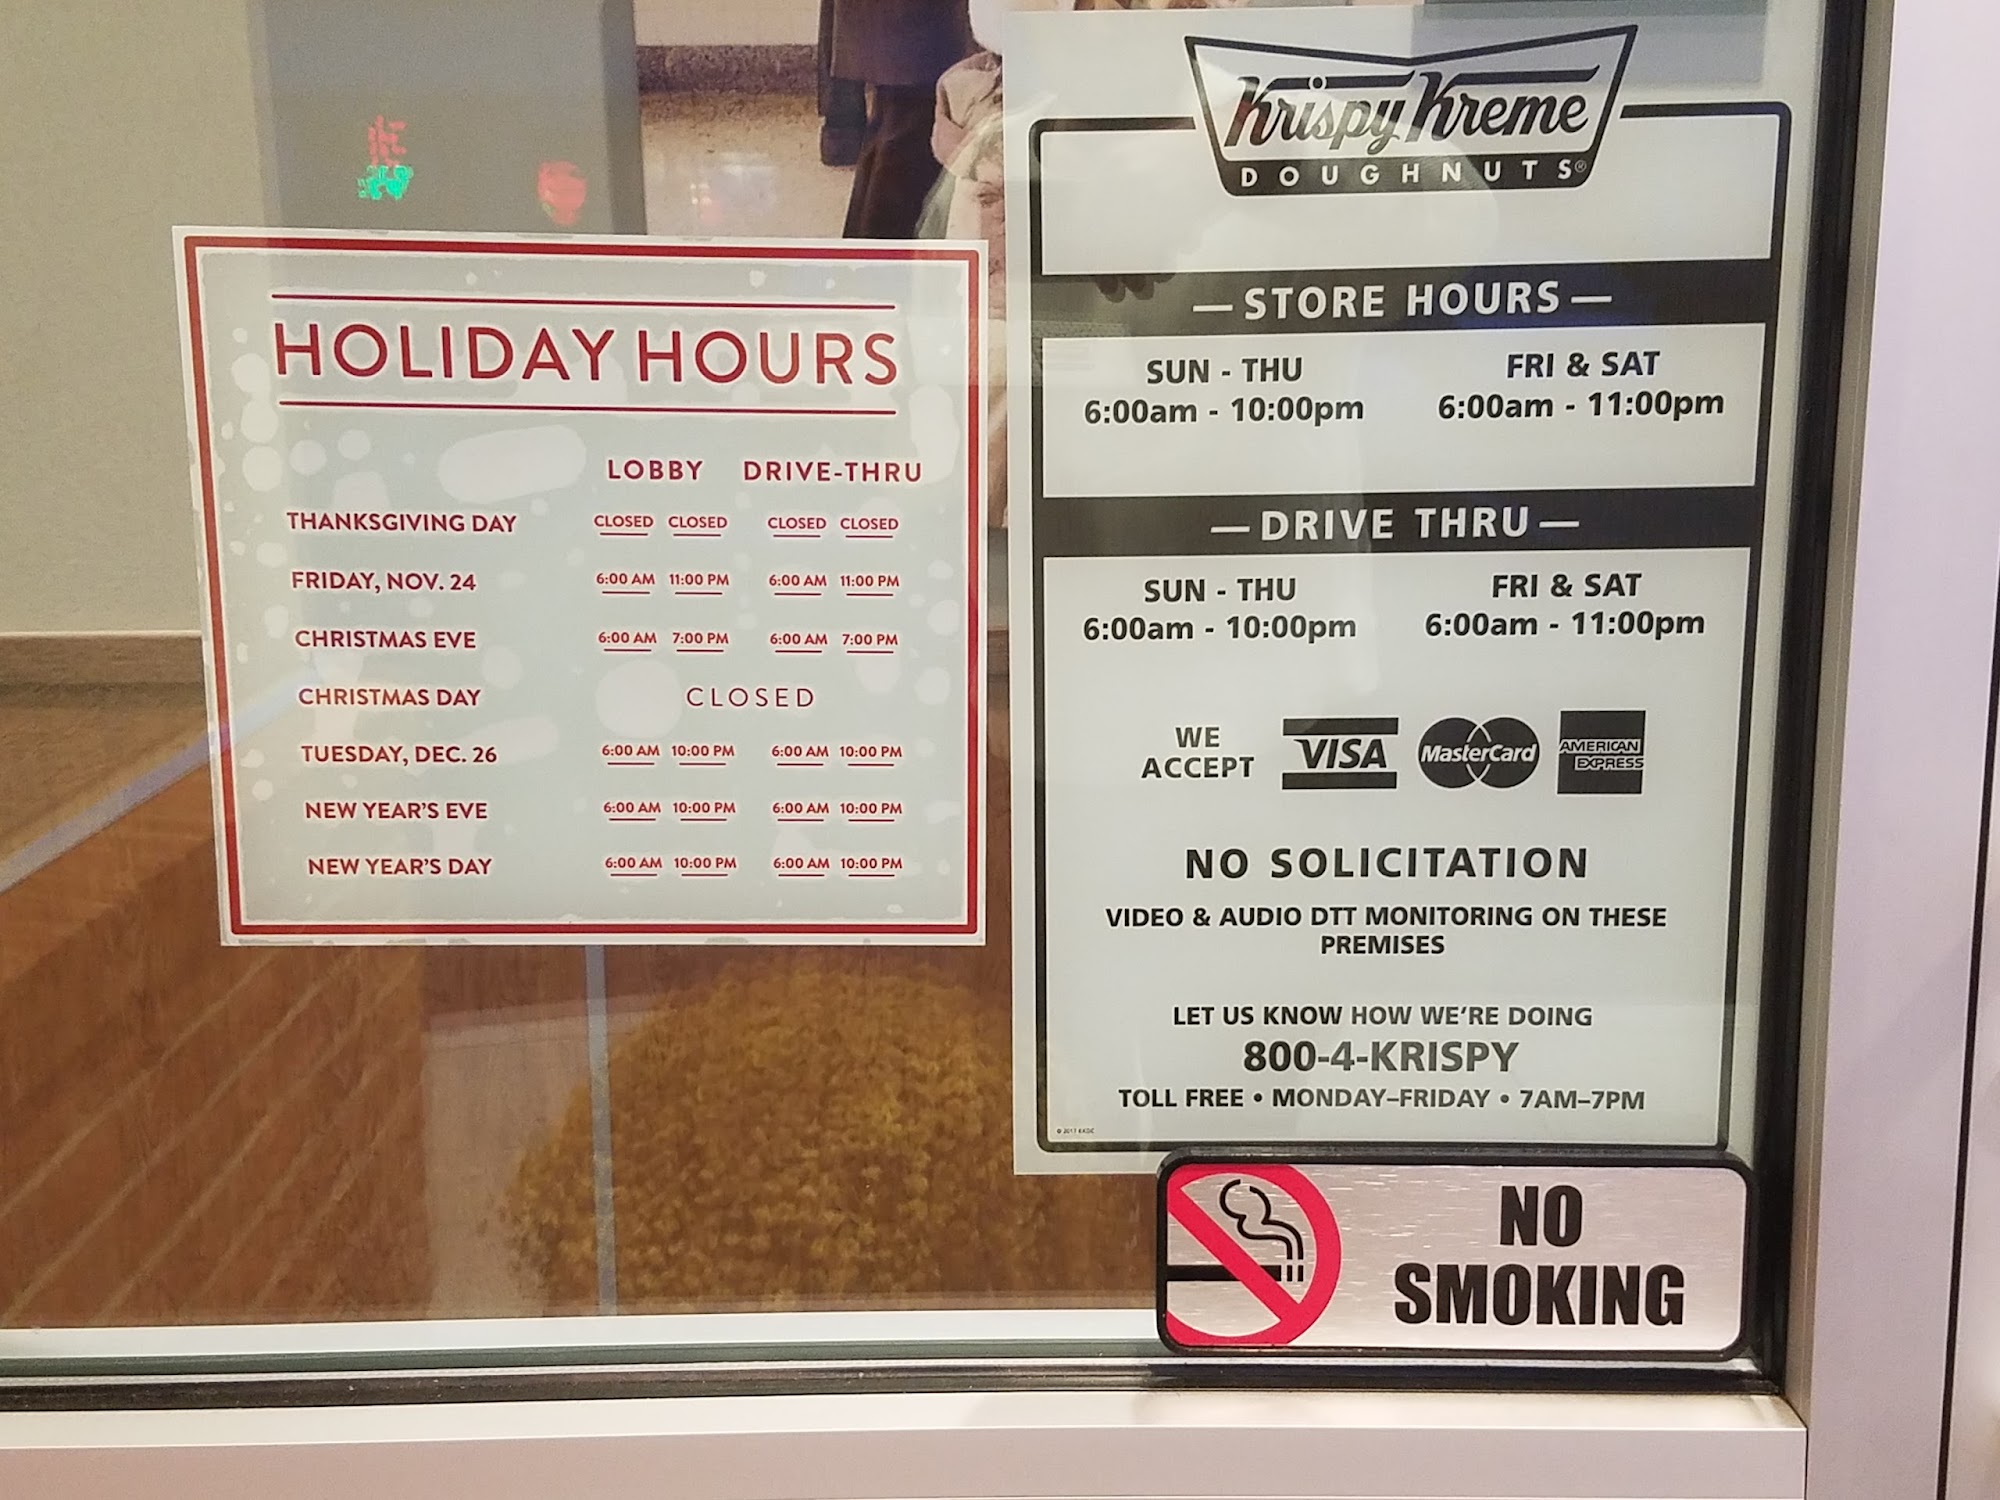 HOLIDAY HOURS
LOBBY DRIVE-THRU
THANKSGIVING DAY CLOSED CLOSED CLOSED CLOSED
FRIDAY, NOV. 24 6:00 AM 11:00 PM 6:00 AM 11:00 PM
CHRISTMAS EVE 6:00 AM 7:00 PM 6:00 AM 7:00 PM
CHRISTMAS DAY CLOSED
TUESDAY, DEC. 26 6:00 AM 10:00 PM 6:00 AM 10:00 PM
NEW YEAR'S EVE 6:00 AM 10:00 PM 6:00 AM 10:00 PM
NEW YEAR'S DAY 6:00 AM 10:00 PM 6:00 AM 10:00 PM
Krispy Kreme
DOUGHNUTS®
— STORE HOURS —
SUN - THU FRI & SAT
6:00am - 10:00pm 6:00am - 11:00pm
— DRIVE THRU —
SUN - THU FRI & SAT
6:00am - 10:00pm 6:00am - 11:00pm
WE
ACCEPT
VISA
MasterCard
AMERICAN
EXPRESS
NO SOLICITATION
VIDEO & AUDIO DTT MONITORING ON THESE
PREMISES
LET US KNOW HOW WE'RE DOING
800-4-KRISPY
TOLL FREE • MONDAY–FRIDAY • 7AM–7PM
© 2017 KKDC
NO
SMOKING